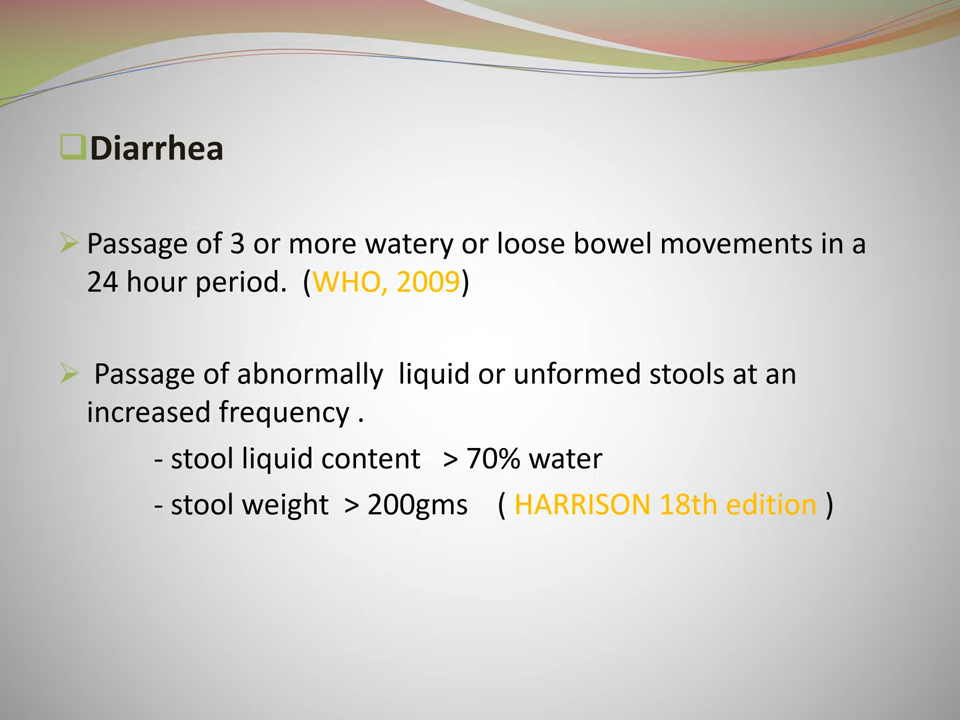 Diarrhea
Passage of 3 or more watery or loose bowel movements in a
24 hour period. (WHO, 2009)
Passage of abnormally liquid or unformed stools at an
increased frequency .
- stool liquid content > 70% water
- stool weight > 200gms ( HARRISON 18th edition )